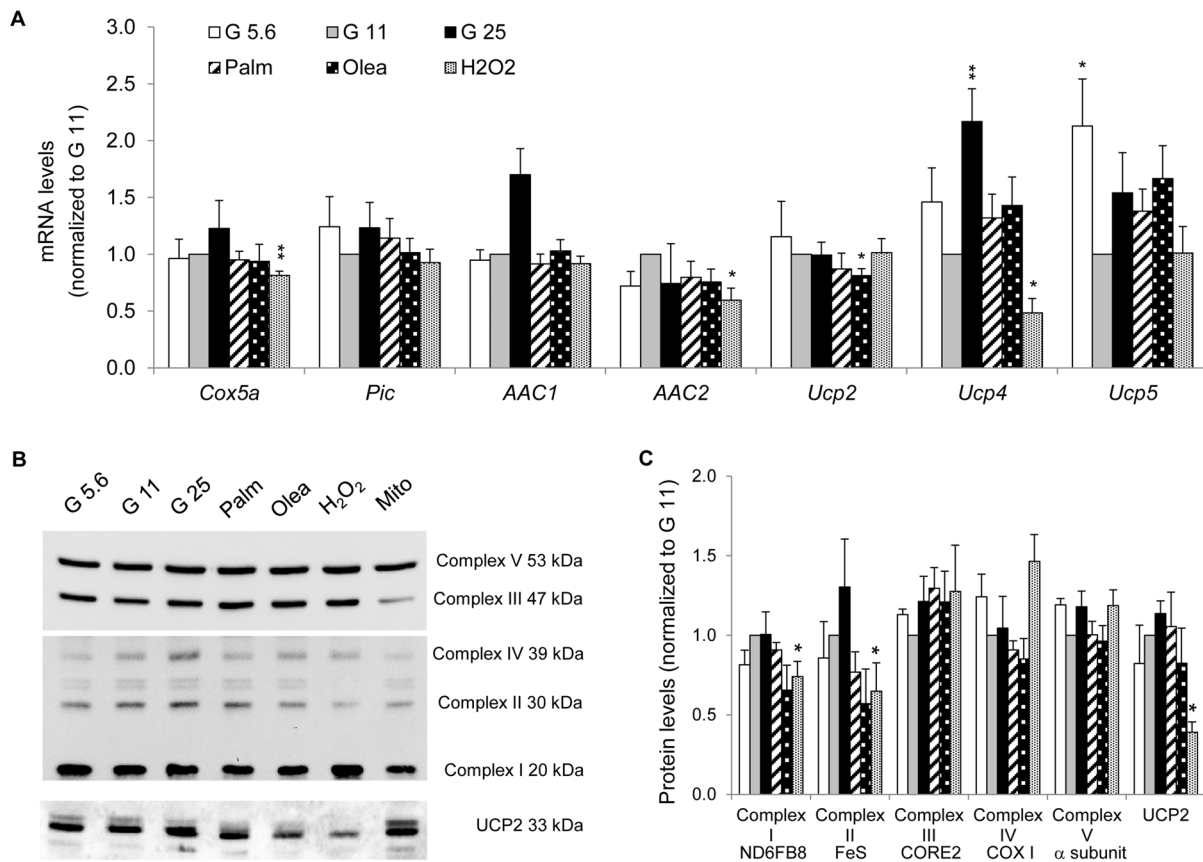 A
G 5.6 G 11 G 25
Palm Olea H2O2
mRNA levels
(normalized to G 11)
3.0
2.5
2.0
1.5
1.0
0.5
0.0
** * * ** * *
Cox5a Pic AAC1 AAC2 Ucp2 Ucp4 Ucp5
B
G 5.6 G 11 G 25 Palm Olea H₂O₂ Mito
Complex V 53 kDa
Complex III 47 kDa
Complex IV 39 kDa
Complex II 30 kDa
Complex I 20 kDa
UCP2 33 kDa
C
Protein levels (normalized to G 11)
2.0
1.5
1.0
0.5
0.0
* * *
Complex Complex Complex Complex Complex UCP2
I II III IV V
ND6FB8 FeS CORE2 COX I α subunit